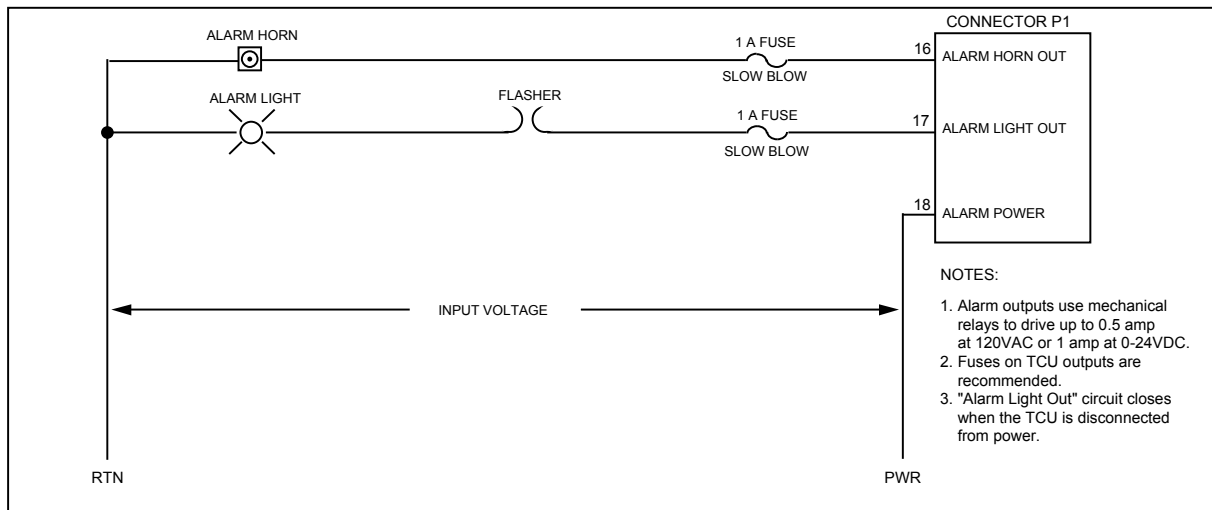 CONNECTOR P1
ALARM HORN
1 A FUSE
16
ALARM HORN OUT
SLOW BLOW
ALARM LIGHT
FLASHER
1 A FUSE
17
ALARM LIGHT OUT
SLOW BLOW
18
ALARM POWER
NOTES:
INPUT VOLTAGE
1. Alarm outputs use mechanical
relays to drive up to 0.5 amp
at 120VAC or 1 amp at 0-24VDC.
2. Fuses on TCU outputs are
recommended.
3. "Alarm Light Out" circuit closes
when the TCU is disconnected
from power.
RTN
PWR